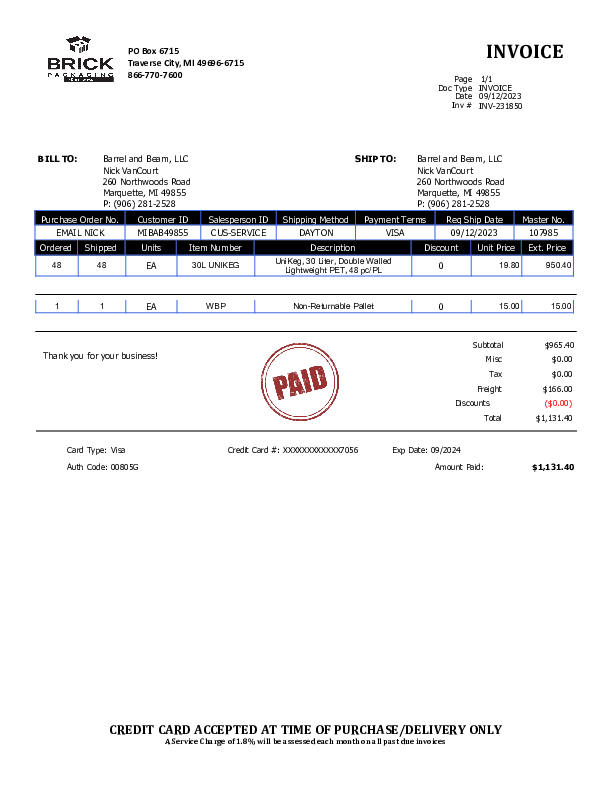 BRICK
PACKAGING
PO Box 6715
Traverse City, MI 49696-6715
866-770-7600
INVOICE
Page 1/1
Doc Type INVOICE
Date 09/12/2023
Inv # INV-231850
BILL TO: Barrel and Beam, LLC
Nick VanCourt
260 Northwoods Road
Marquette, MI 49855
P: (906) 281-2528
SHIP TO: Barrel and Beam, LLC
Nick VanCourt
260 Northwoods Road
Marquette, MI 49855
P: (906) 281-2528
Purchase Order No. Customer ID Salesperson ID Shipping Method Payment Terms Req Ship Date Master No.
EMAIL NICK MIBAB49855 CUS-SERVICE DAYTON VISA 09/12/2023 107985
Ordered Shipped Units Item Number Description Discount Unit Price Ext. Price
48 48 EA 30L UNIKEG UniKeg, 30 Liter, Double Walled 0 19.80 950.40
Lightweight PET, 48 pc/PL
1 1 EA WBP Non-Returnable Pallet 0 15.00 15.00
Thank you for your business!
PAID
Subtotal $965.40
Misc $0.00
Tax $0.00
Freight $166.00
Discounts ($0.00)
Total $1,131.40
Card Type: Visa Credit Card #: XXXXXXXXXXXX7056 Exp Date: 09/2024
Auth Code: 00805G Amount Paid: $1,131.40
CREDIT CARD ACCEPTED AT TIME OF PURCHASE/DELIVERY ONLY
A Service Charge of 1.8% will be assessed each month on all past due invoices